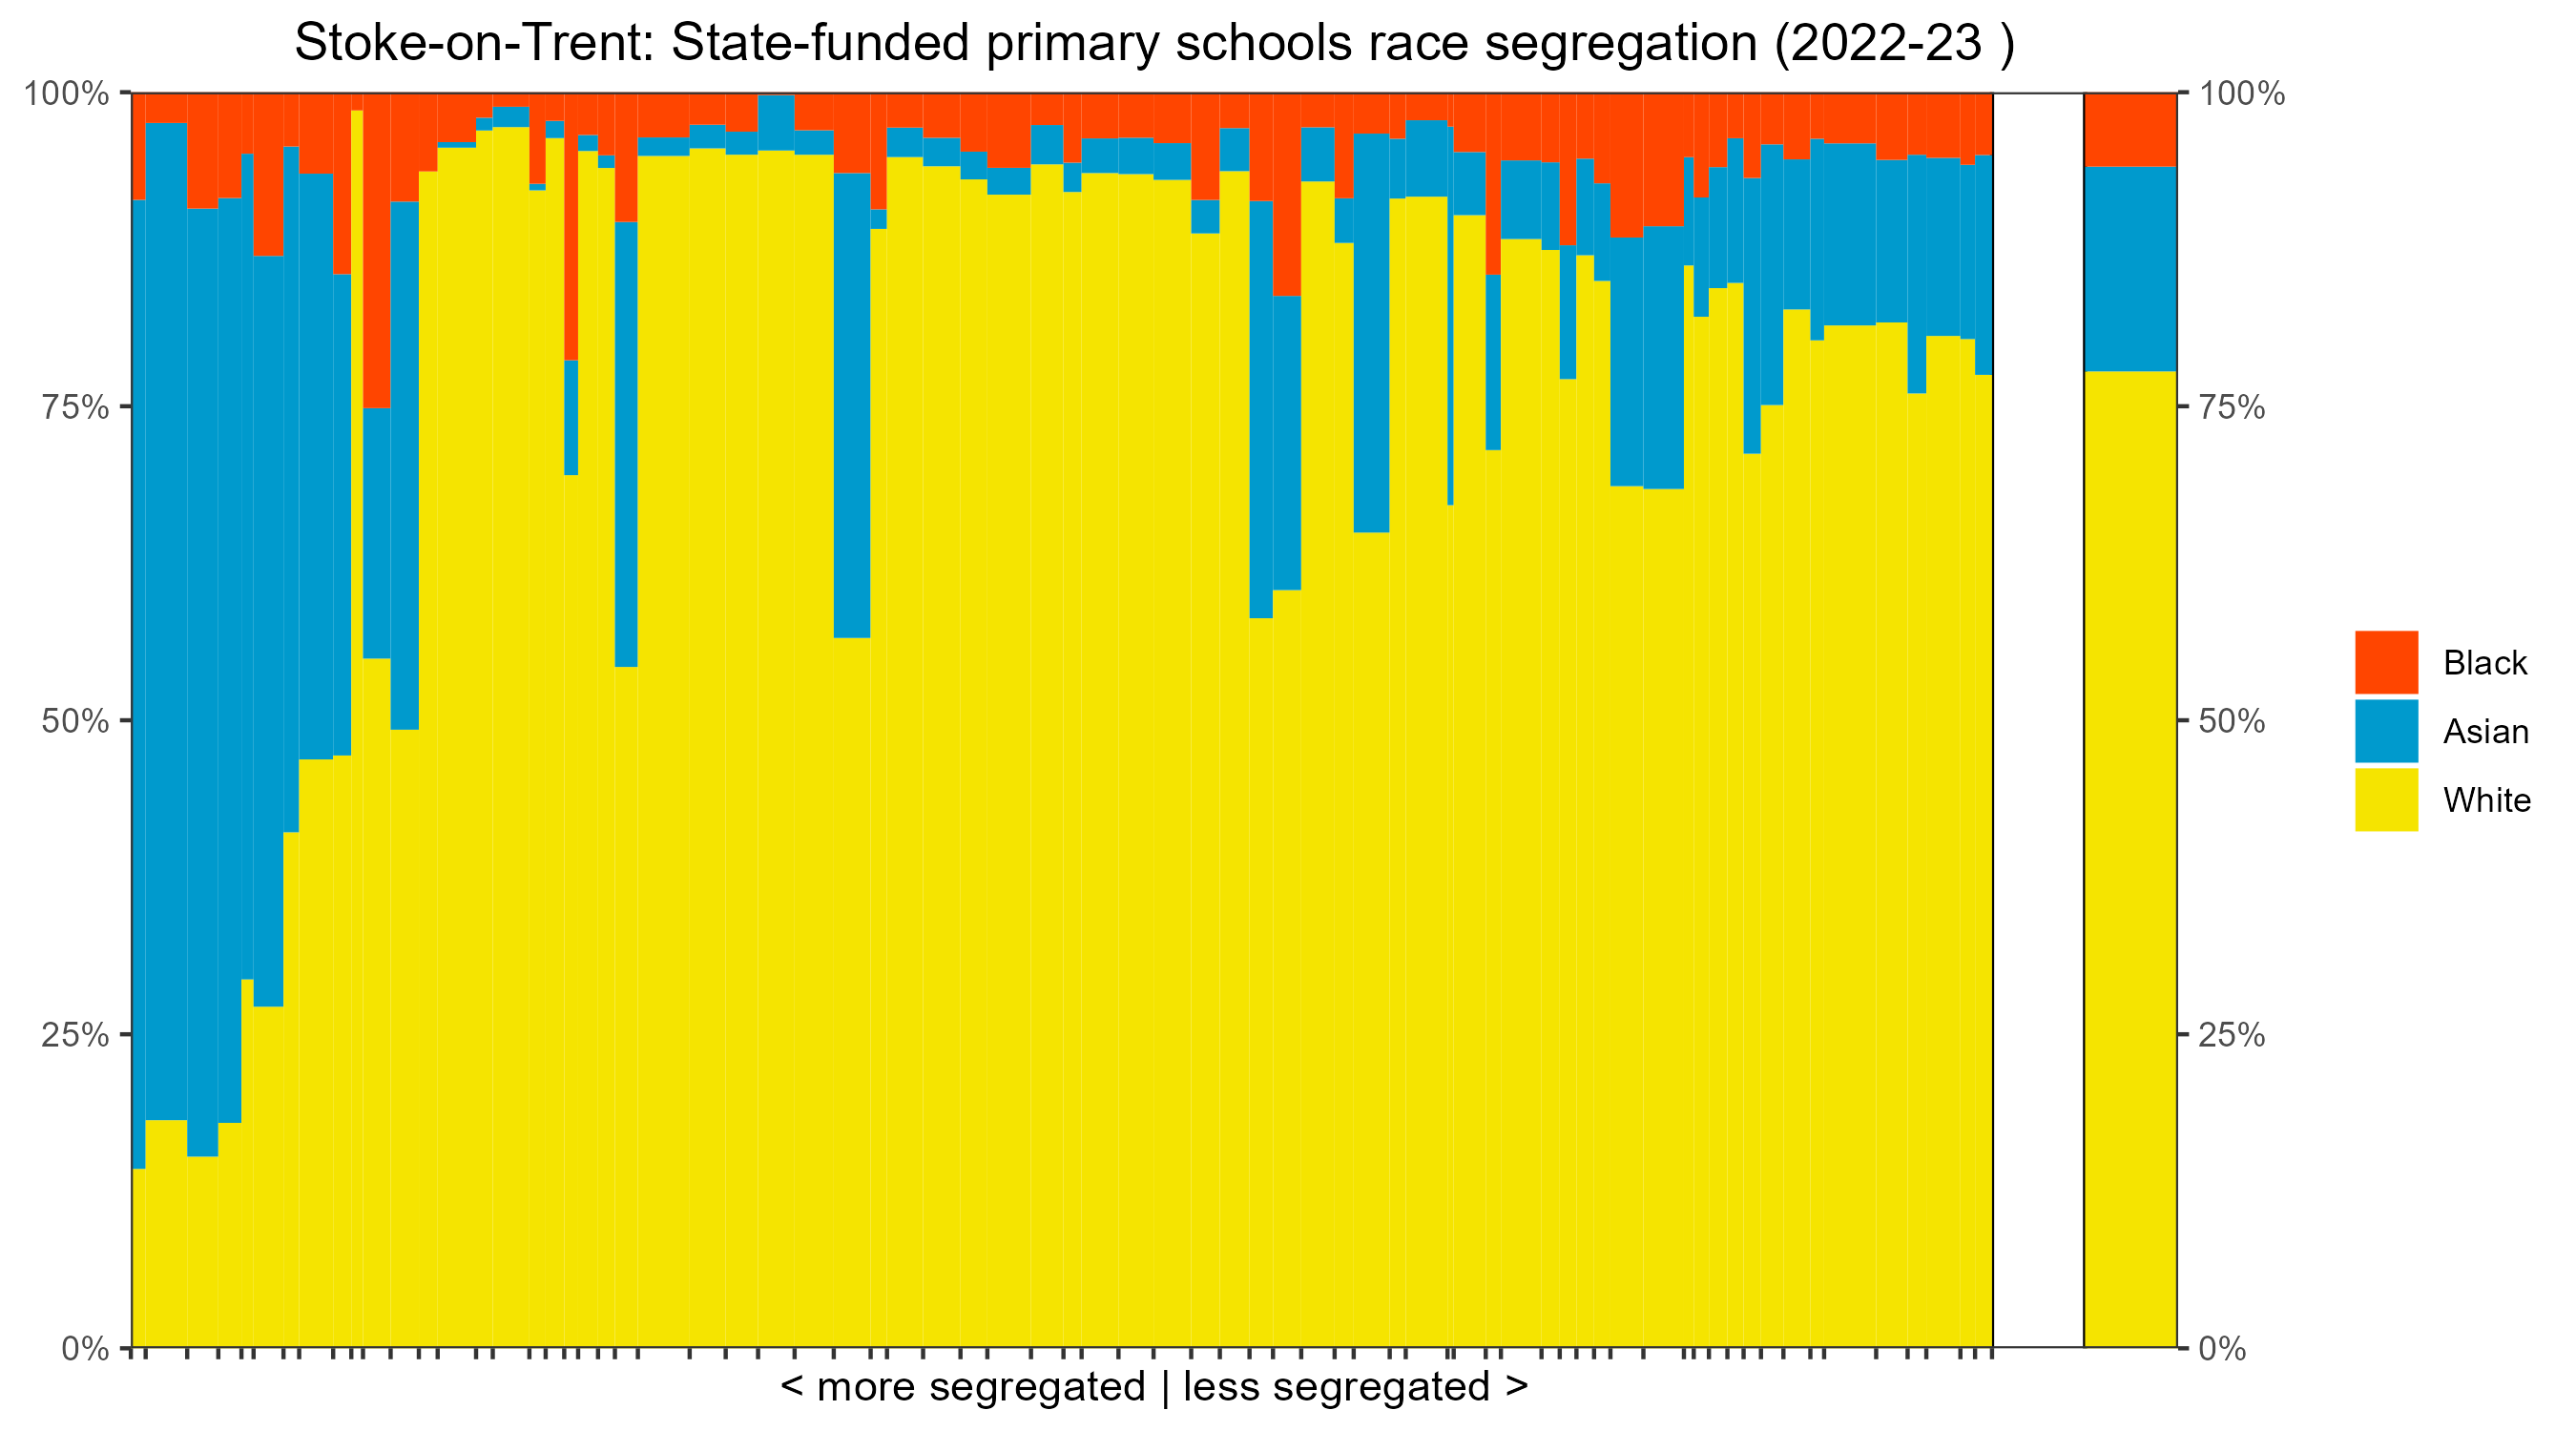 Stoke-on-Trent: State-funded primary schools race segregation (2022-23 )
100%
75%
50%
25%
0%
100%
75%
50%
25%
0%
Black
Asian
White
< more segregated | less segregated >